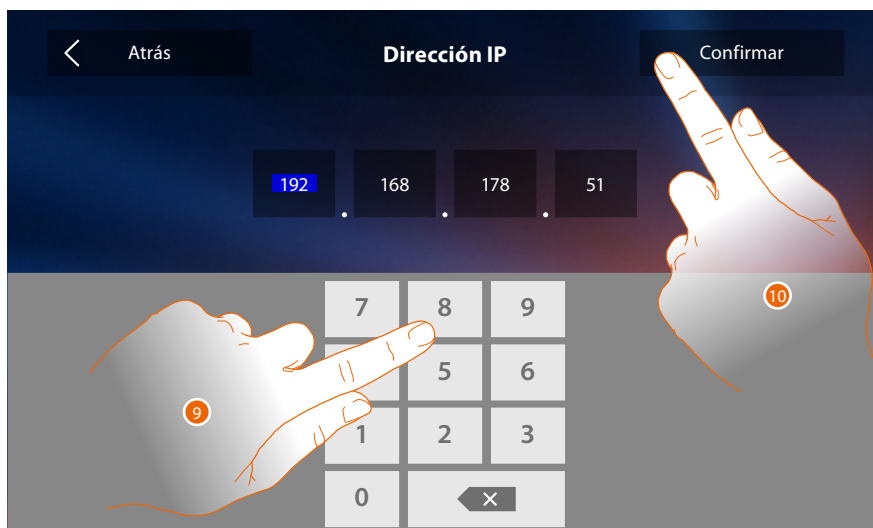 Atrás Dirección IP Confirmar
192 . 168 . 178 . 51
7 8 9
5 6
1 2 3
0
9
10